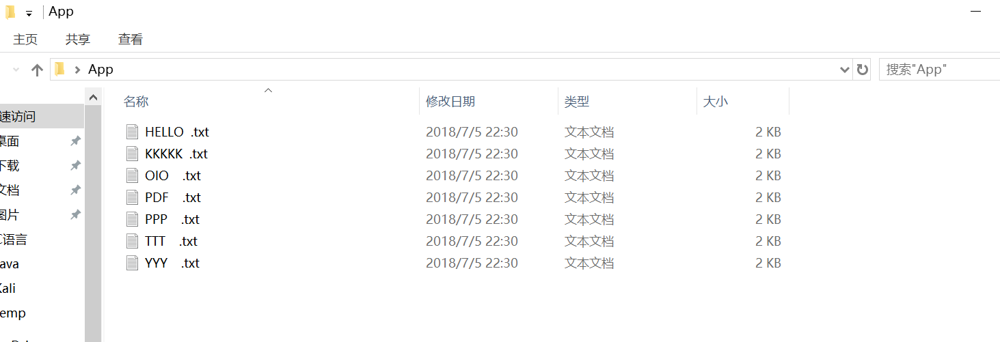 App
主页 共享 查看
App 搜索"App"
名称 修改日期 类型 大小
速访问
桌面
下载
文档
图片
C语言
ava
Kali
emp
HELLO  .txt 2018/7/5 22:30 文本文档 2 KB
KKKKK  .txt 2018/7/5 22:30 文本文档 2 KB
OIO    .txt 2018/7/5 22:30 文本文档 2 KB
PDF    .txt 2018/7/5 22:30 文本文档 2 KB
PPP    .txt 2018/7/5 22:30 文本文档 2 KB
TTT    .txt 2018/7/5 22:30 文本文档 2 KB
YYY    .txt 2018/7/5 22:30 文本文档 2 KB